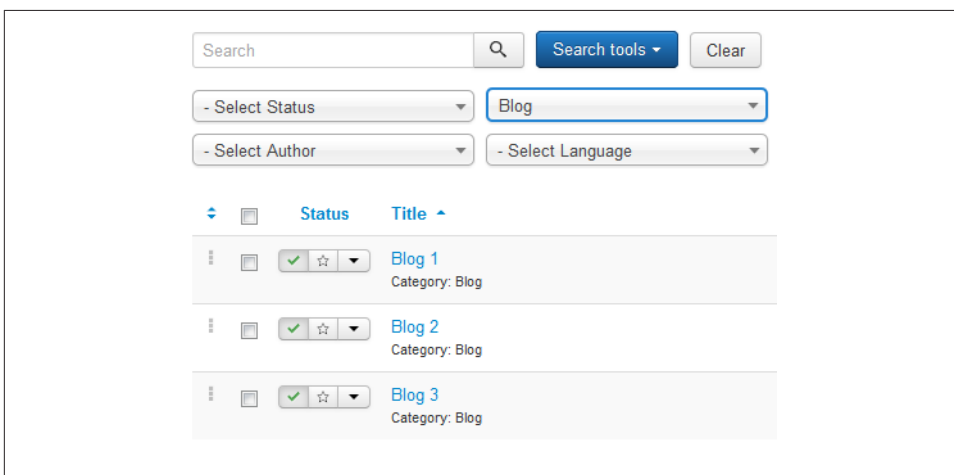 Search Search tools Clear
- Select Status Blog
- Select Author - Select Language
Status Title
Blog 1
Category: Blog
Blog 2
Category: Blog
Blog 3
Category: Blog